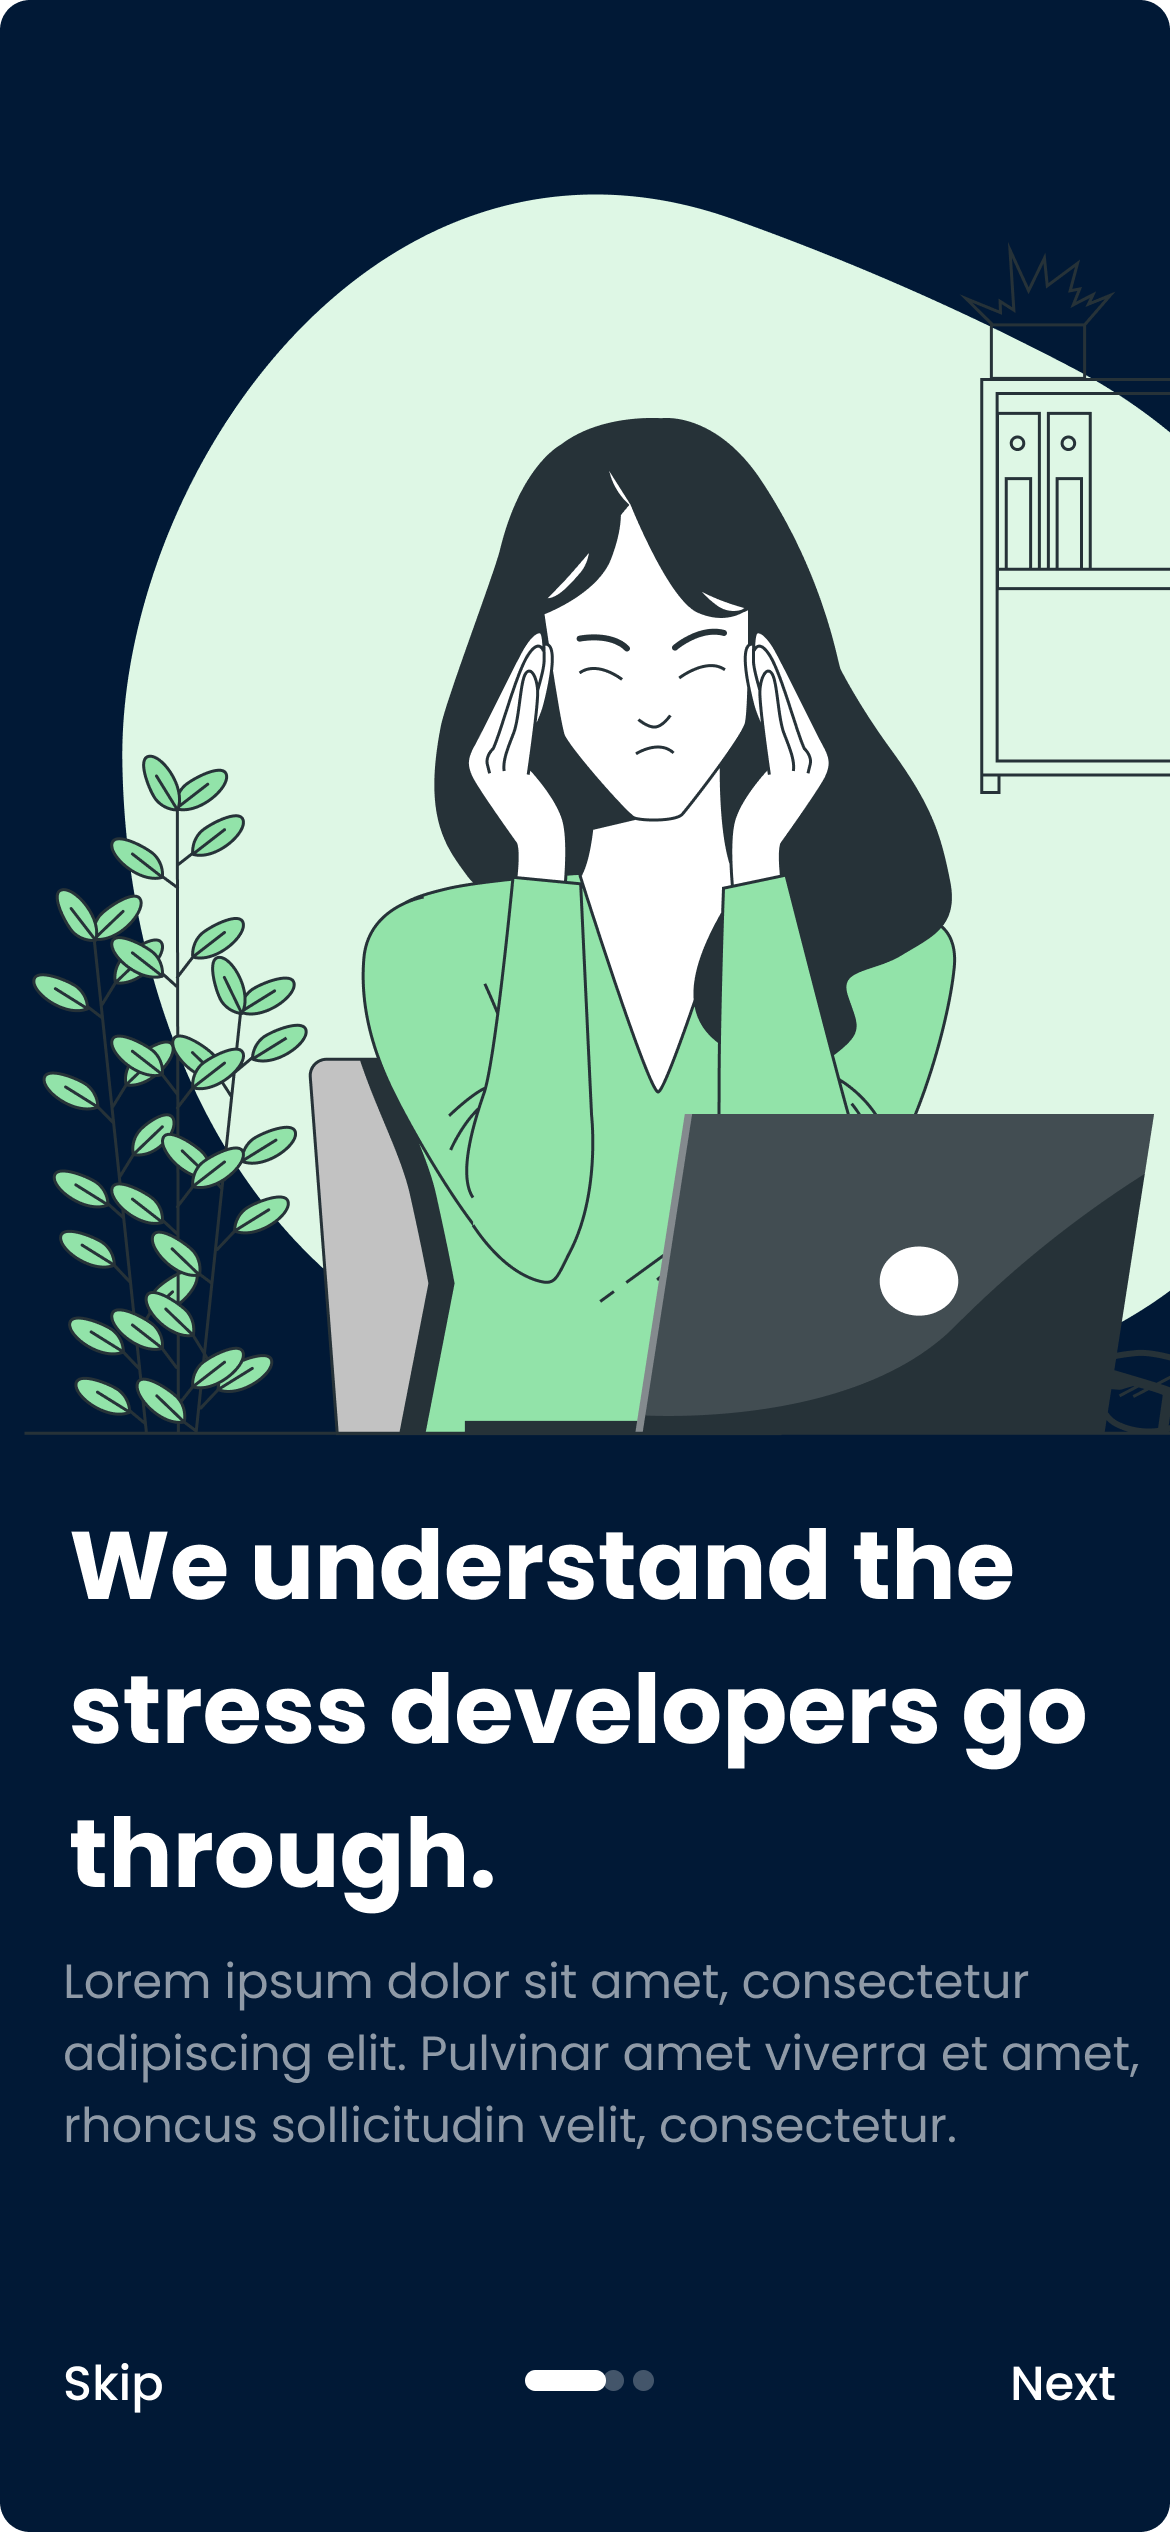 We understand the
stress developers go
through.
Lorem ipsum dolor sit amet, consectetur
adipiscing elit. Pulvinar amet viverra et amet,
rhoncus sollicitudin velit, consectetur.
Skip
Next